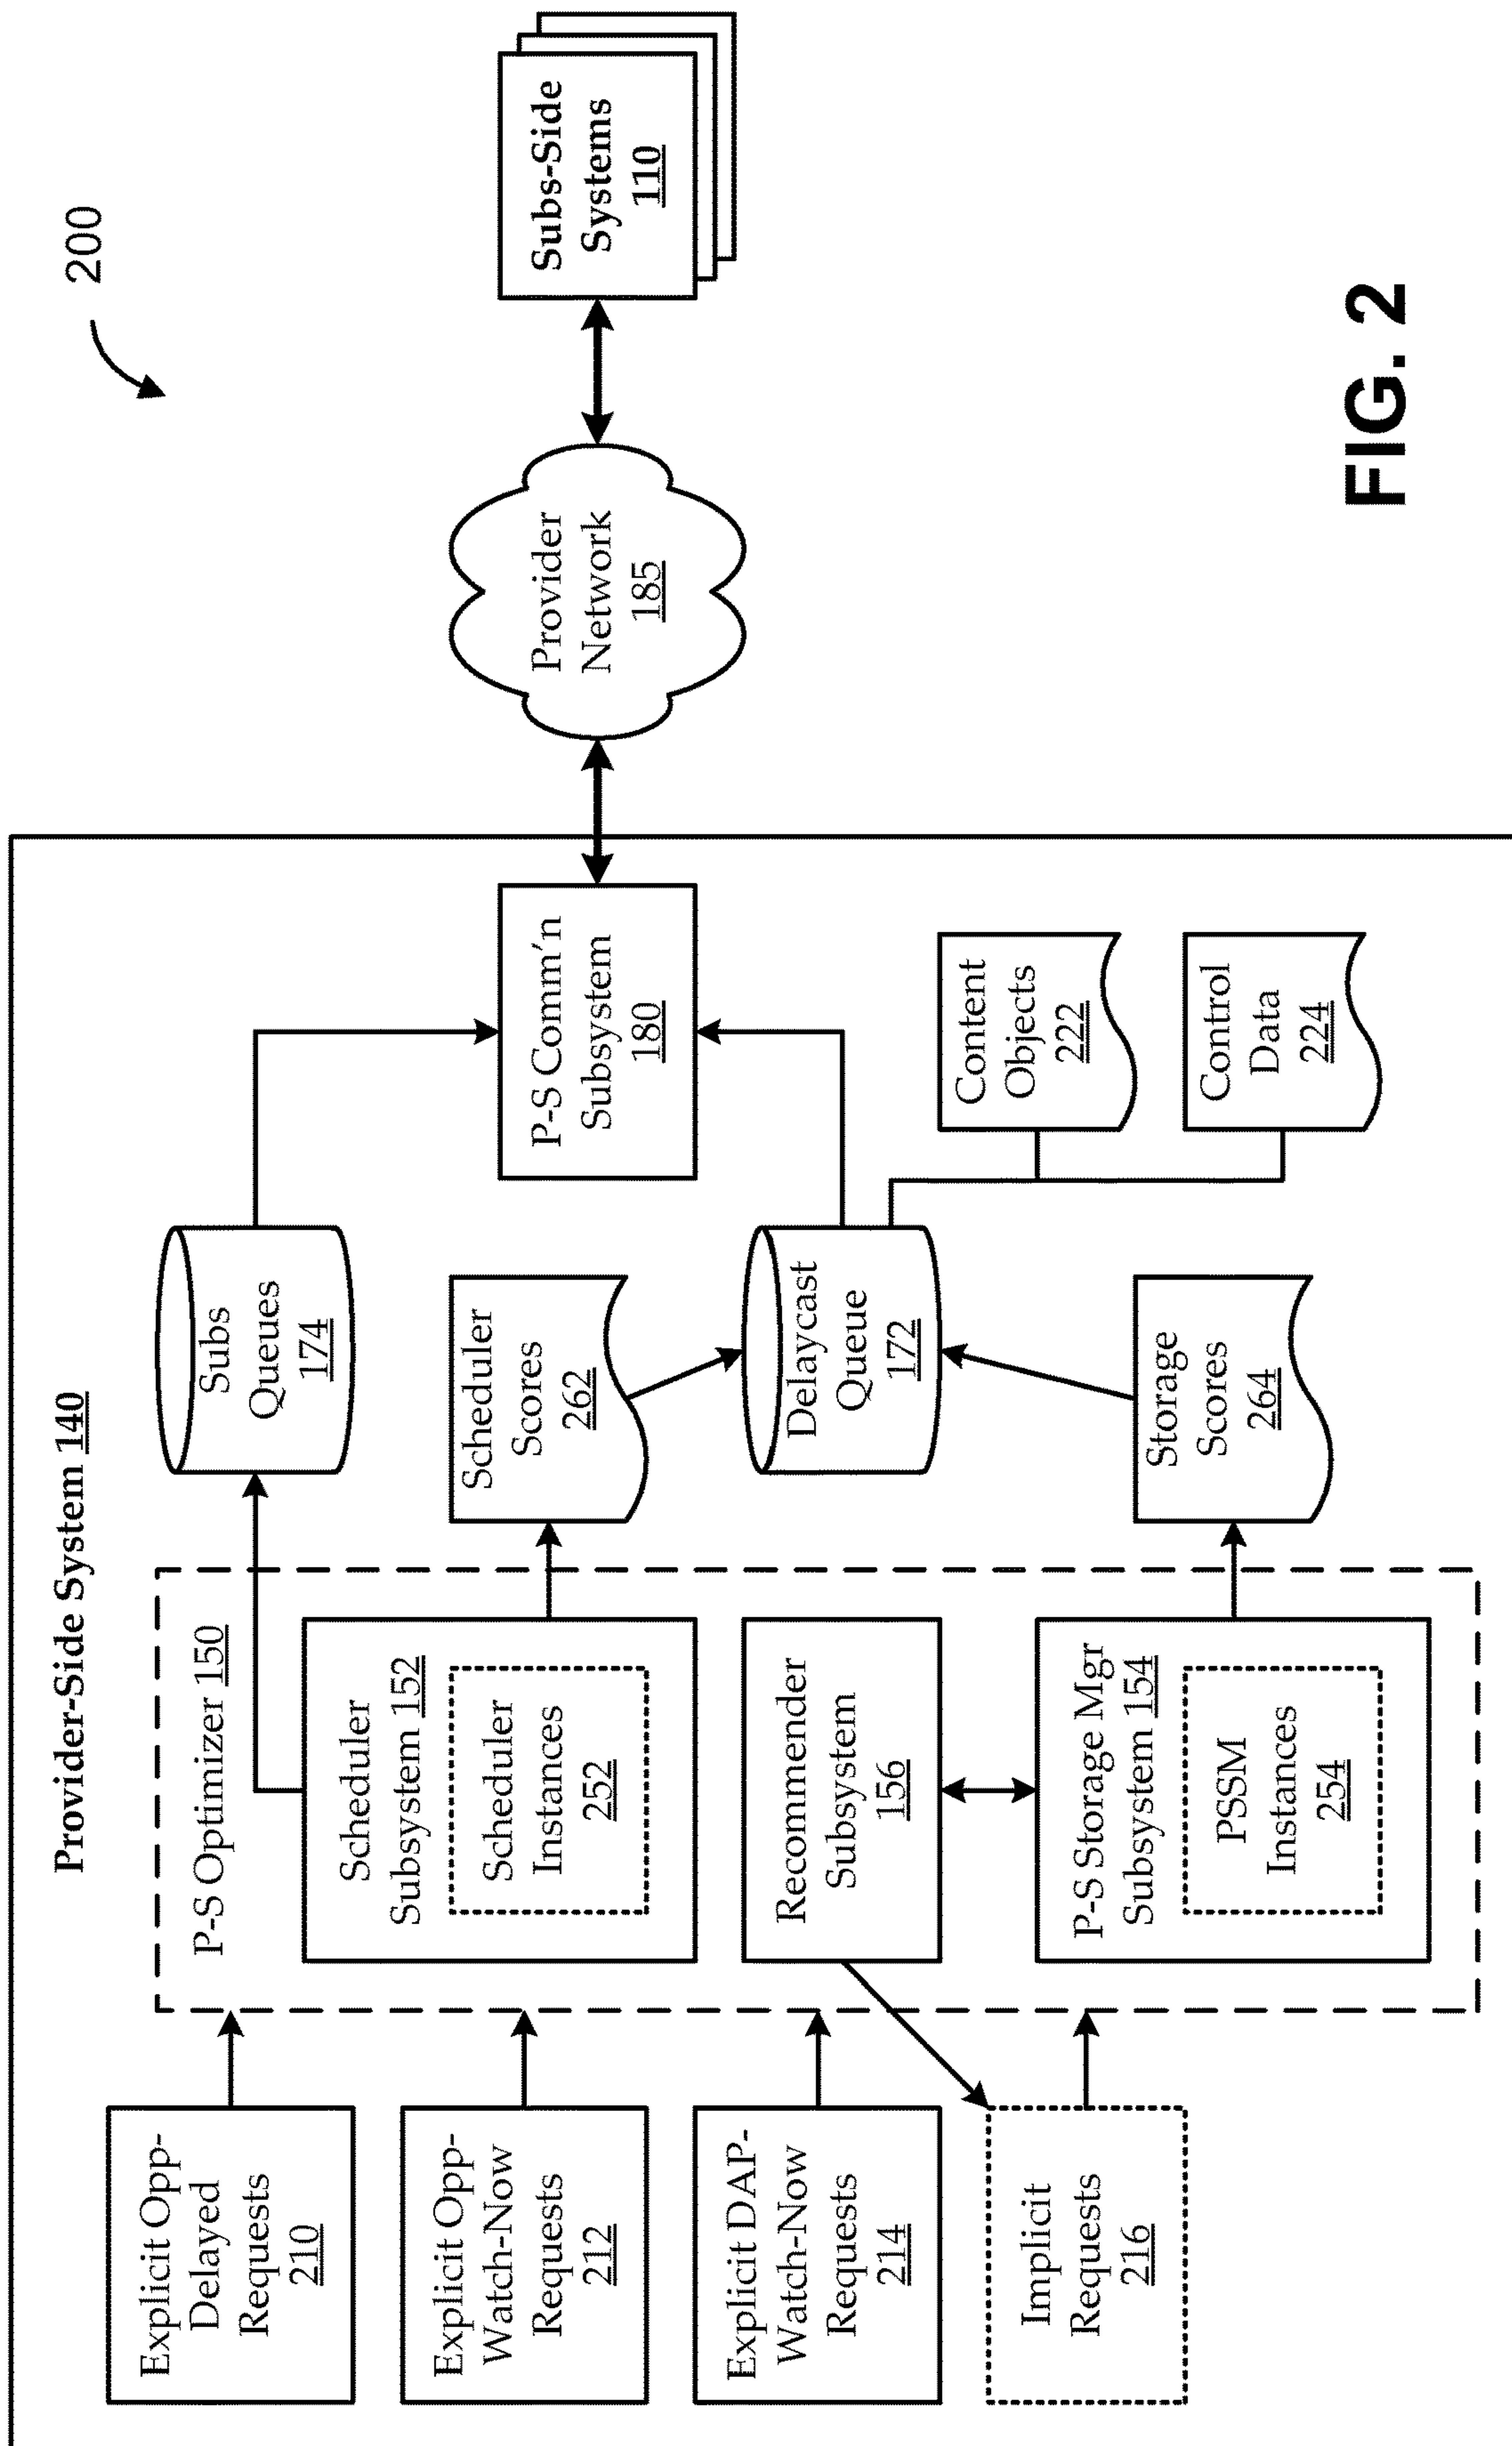 200
Provider-Side System 140
P-S Optimizer 150
Explicit Opp-
Delayed
Requests
210
Explicit Opp-
Watch-Now
Requests
212
Explicit DAP-
Watch-Now
Requests
214
Implicit
Requests
216
Scheduler
Subsystem 152
Scheduler
Instances
252
Recommender
Subsystem
156
P-S Storage Mgr
Subsystem 154
PSSM
Instances
254
Subs
Queues
174
Scheduler
Scores
262
Delaycast
Queue
172
Storage
Scores
264
P-S Comm'n
Subsystem
180
Content
Objects
222
Control
Data
224
Provider
Network
185
Subs-Side
Systems
110
FIG. 2